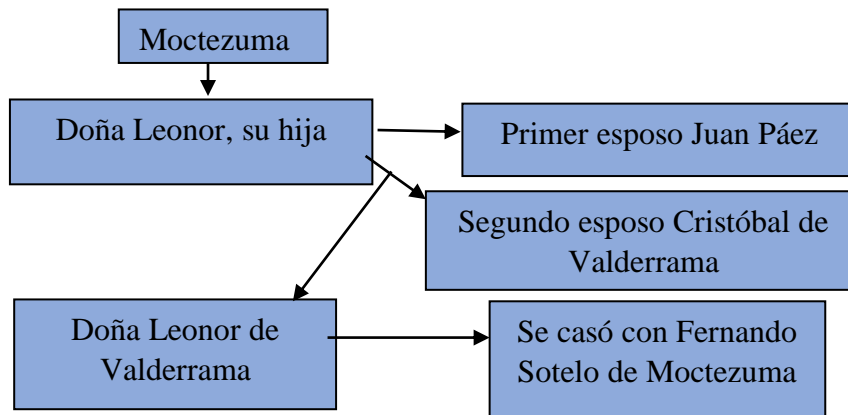 Moctezuma
Doña Leonor, su hija
Primer esposo Juan Páez
Segundo esposo Cristóbal de
Valderrama
Doña Leonor de
Valderrama
Se casó con Fernando
Sotelo de Moctezuma